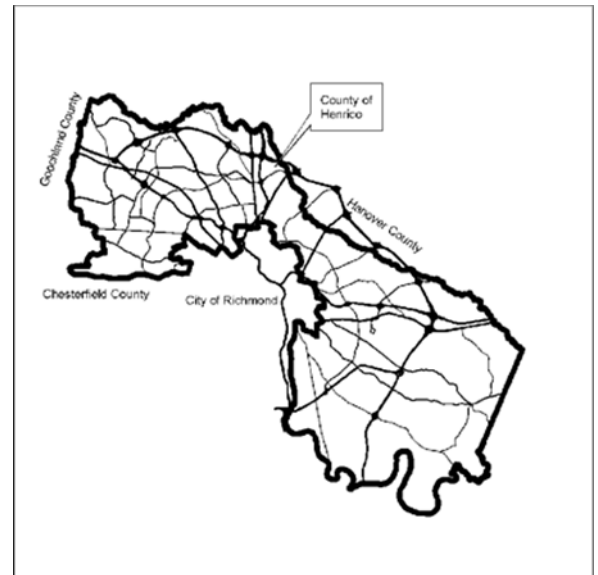 County of
Henrico
Goochland County
Hanover County
Chesterfield County
City of Richmond